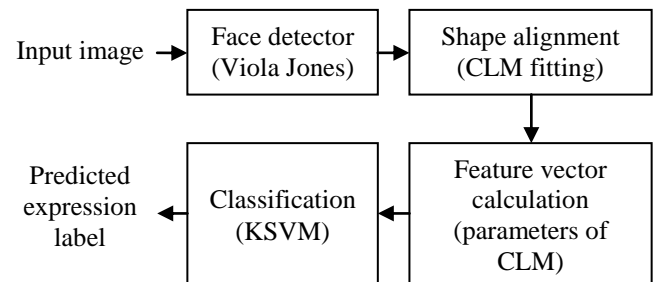 Input image
Face detector
(Viola Jones)
Shape alignment
(CLM fitting)
Feature vector
calculation
(parameters of
CLM)
Classification
(KSVM)
Predicted
expression
label